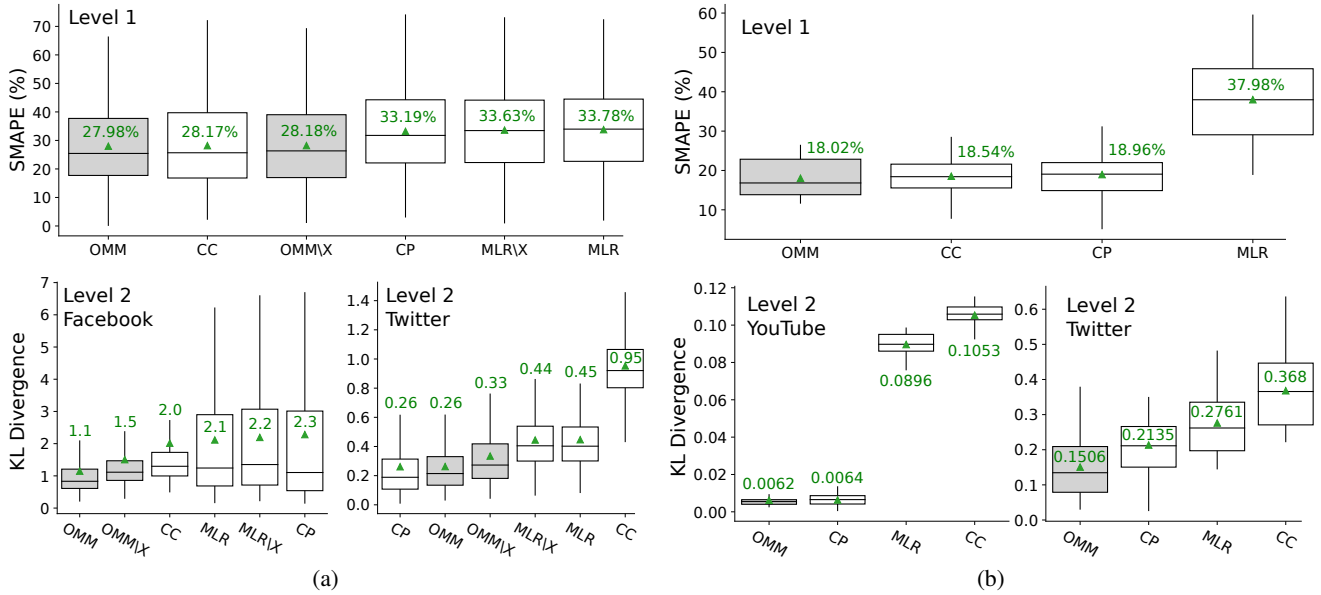 Level 1
SMAPE (%)
70
60
50
40
30
20
10
0
27.98%
28.17%
28.18%
33.19%
33.63%
33.78%
OMM
CC
OMM\X
CP
MLR\X
MLR
Level 2
Facebook
KL Divergence
7
6
5
4
3
2
1
0
1.1
1.5
2.0
2.1
2.2
2.3
OMM
OMM\X
CC
MLR
MLR\X
CP
Level 2
Twitter
1.4
1.2
1.0
0.8
0.6
0.4
0.2
0.0
0.26
0.26
0.33
0.44
0.45
0.95
CP
OMM
OMM\X
MLR\X
MLR
CC
(a)
Level 1
SMAPE (%)
60
50
40
30
20
10
18.02%
18.54%
18.96%
37.98%
OMM
CC
CP
MLR
Level 2
YouTube
KL Divergence
0.12
0.10
0.08
0.06
0.04
0.02
0.00
0.0062
0.0064
0.0896
0.1053
OMM
CP
MLR
CC
Level 2
Twitter
0.6
0.5
0.4
0.3
0.2
0.1
0.0
0.1506
0.2135
0.2761
0.368
OMM
CP
MLR
CC
(b)